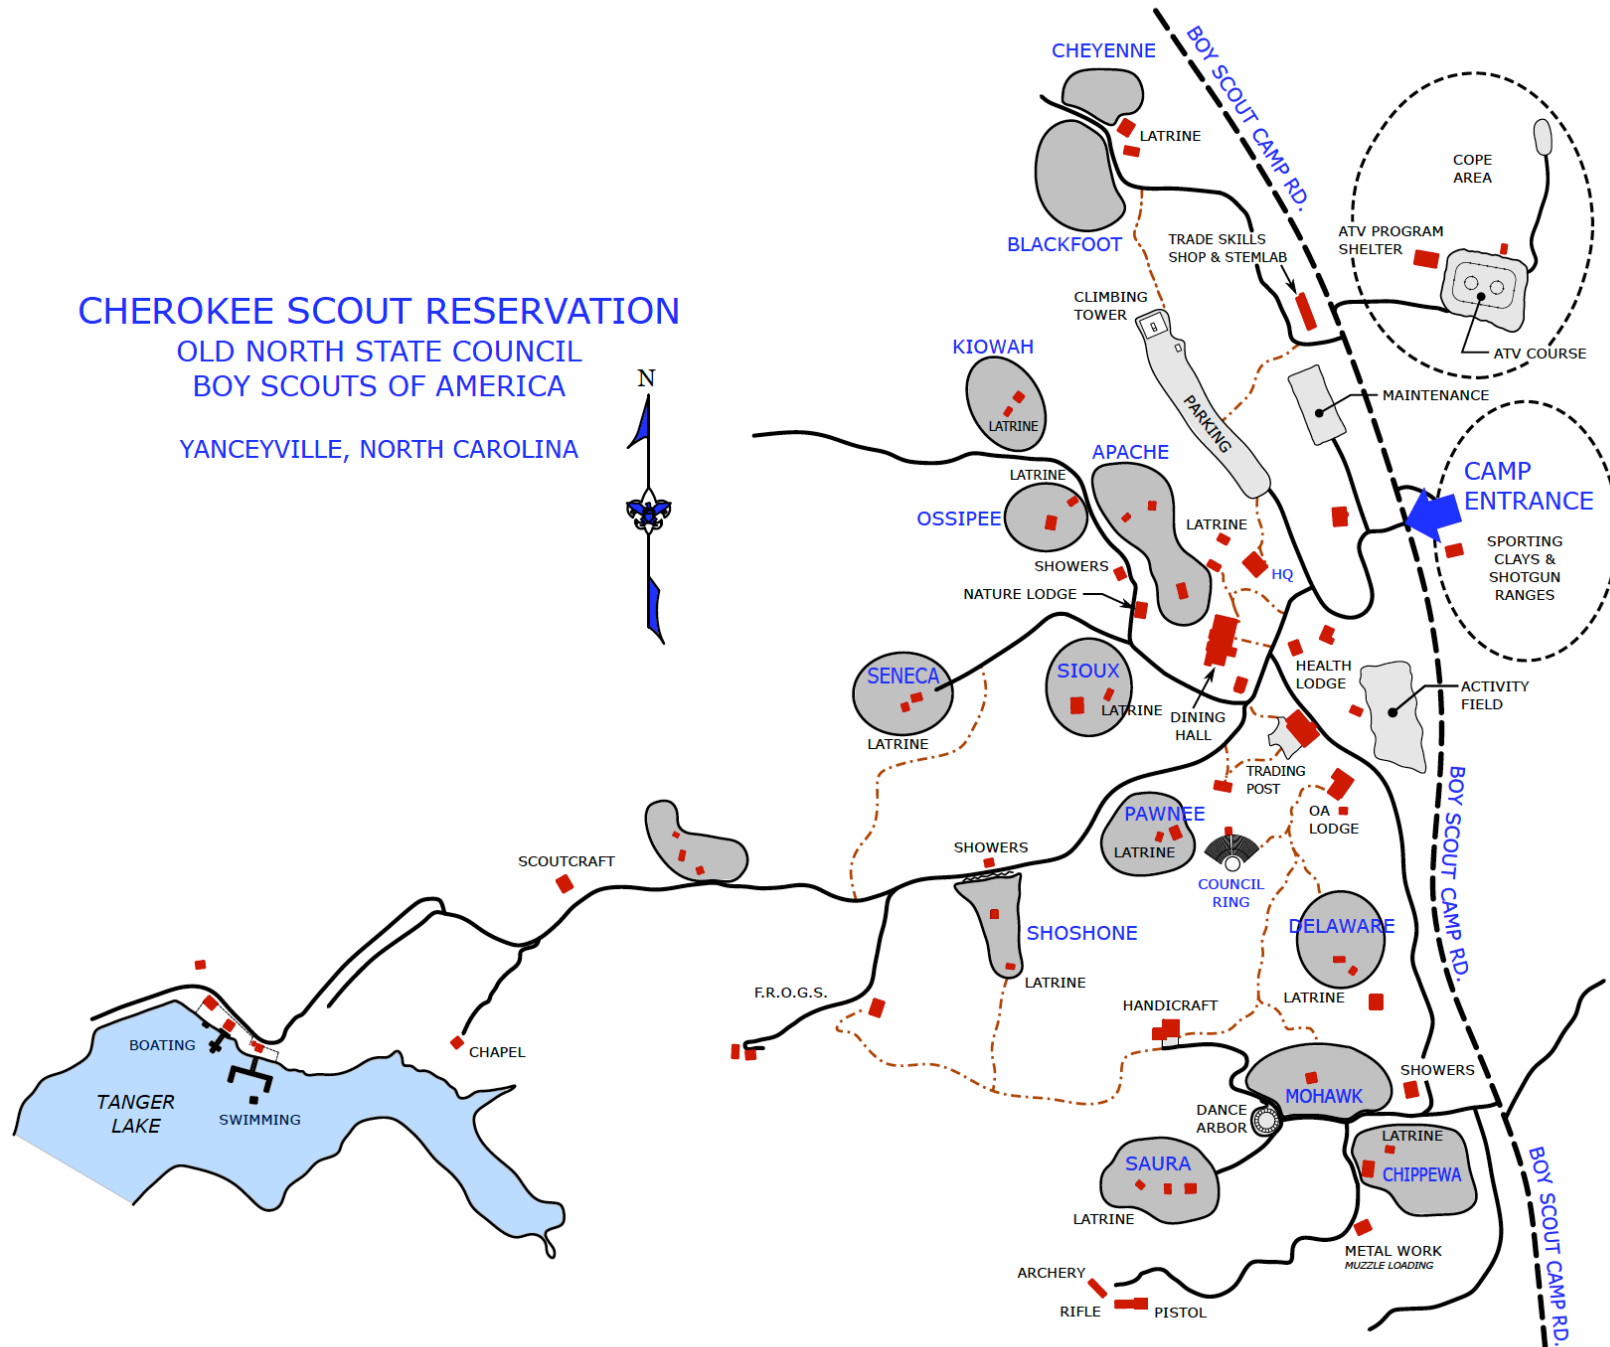 CHEROKEE SCOUT RESERVATION
OLD NORTH STATE COUNCIL
BOY SCOUTS OF AMERICA
YANCEYVILLE, NORTH CAROLINA
N
CHEYENNE
LATRINE
BLACKFOOT
BOY SCOUT CAMP RD.
COPE
AREA
ATV PROGRAM
SHELTER
ATV COURSE
TRADE SKILLS
SHOP & STEMLAB
CLIMBING
TOWER
PARKING
MAINTENANCE
CAMP
ENTRANCE
SPORTING
CLAYS &
SHOTGUN
RANGES
KIOWAH
LATRINE
APACHE
LATRINE
OSSIPEE
LATRINE
HQ
SHOWERS
NATURE LODGE
SENECA
LATRINE
SIOUX
LATRINE
DINING
HALL
HEALTH
LODGE
ACTIVITY
FIELD
TRADING
POST
OA
LODGE
BOY SCOUT CAMP RD.
PAWNEE
LATRINE
COUNCIL
RING
SHOWERS
SCOUTCRAFT
SHOSHONE
LATRINE
DELAWARE
LATRINE
F.R.O.G.S.
HANDICRAFT
CHAPEL
BOATING
SWIMMING
TANGER
LAKE
MOHAWK
SHOWERS
DANCE
ARBOR
LATRINE
CHIPPEWA
SAURA
LATRINE
METAL WORK
MUZZLE LOADING
ARCHERY
RIFLE
PISTOL
BOY SCOUT CAMP RD.